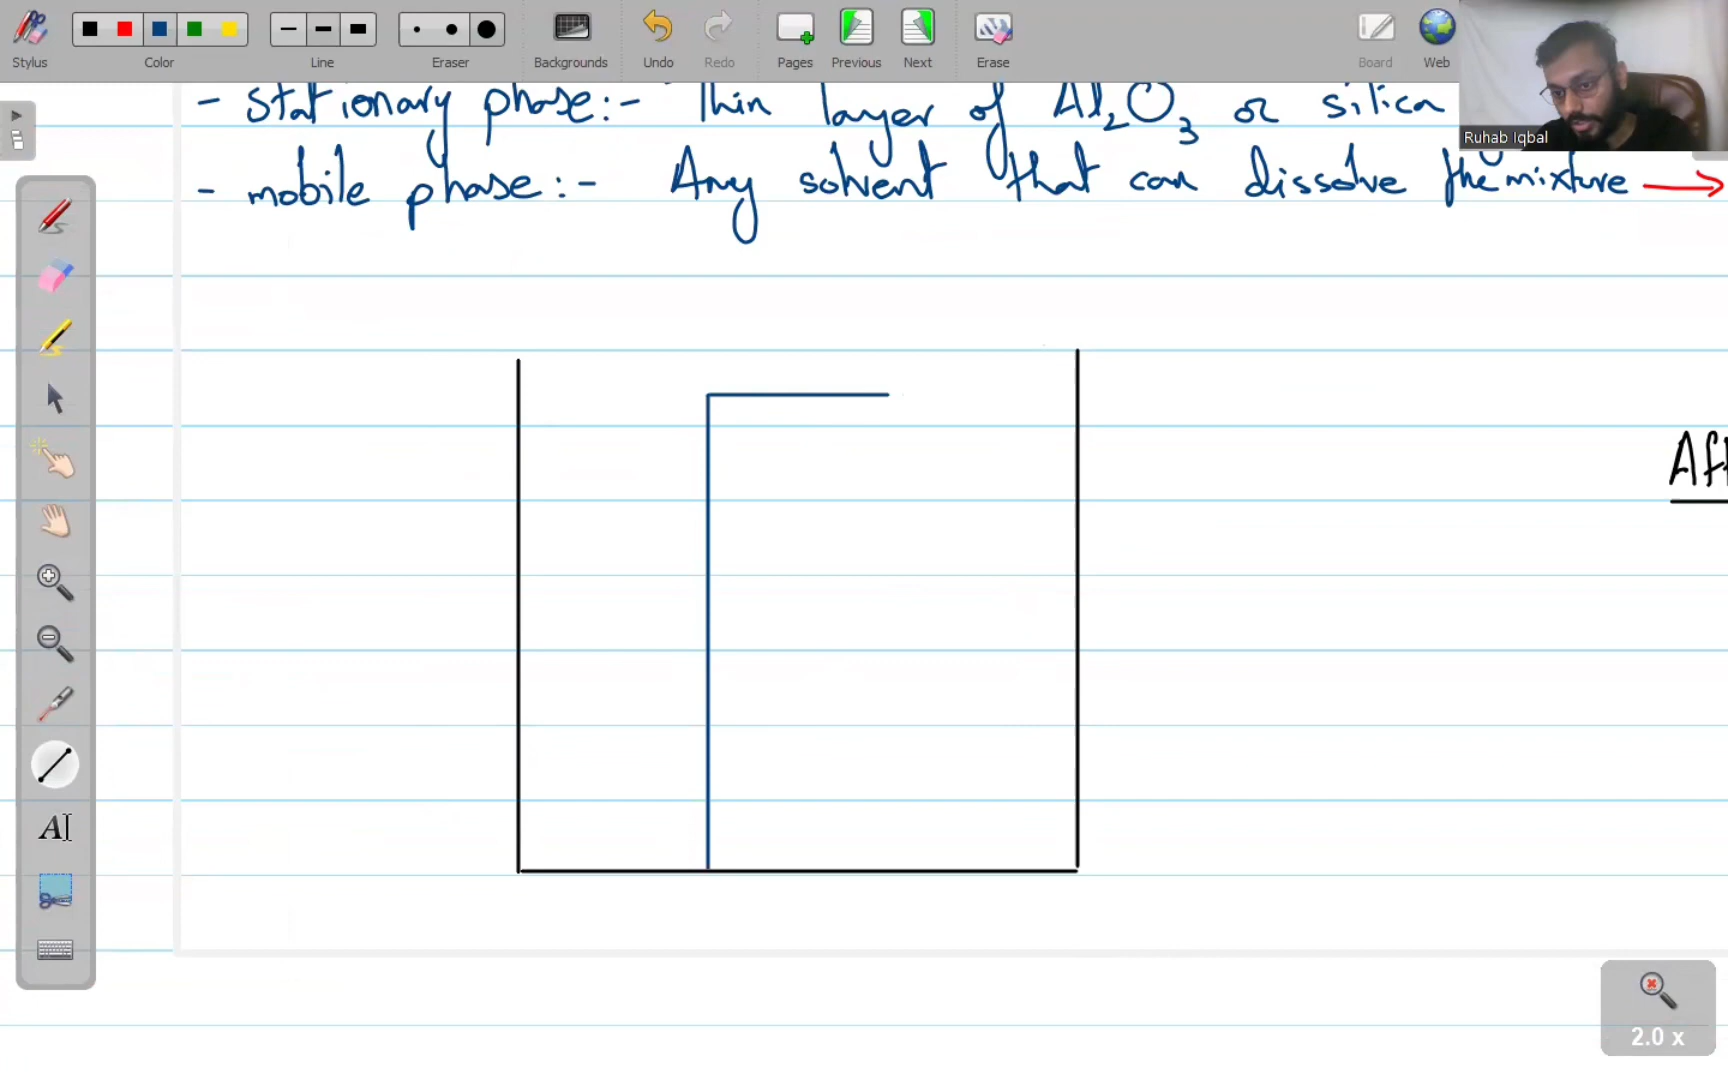 Stylus
Color
Line
Eraser
Backgrounds
Undo
Redo
Pages
Previous
Next
Erase
Board
Web
Ruhab Iqbal
- stationary phase:- Thin layer of Al2O3 or silica
- mobile phase:- Any solvent that can dissolve the mixture →
Aff
2.0 x